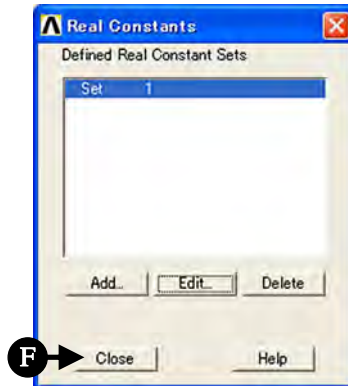 Real Constants
Defined Real Constant Sets
Set 1
Add... Edit... Delete
F Close Help